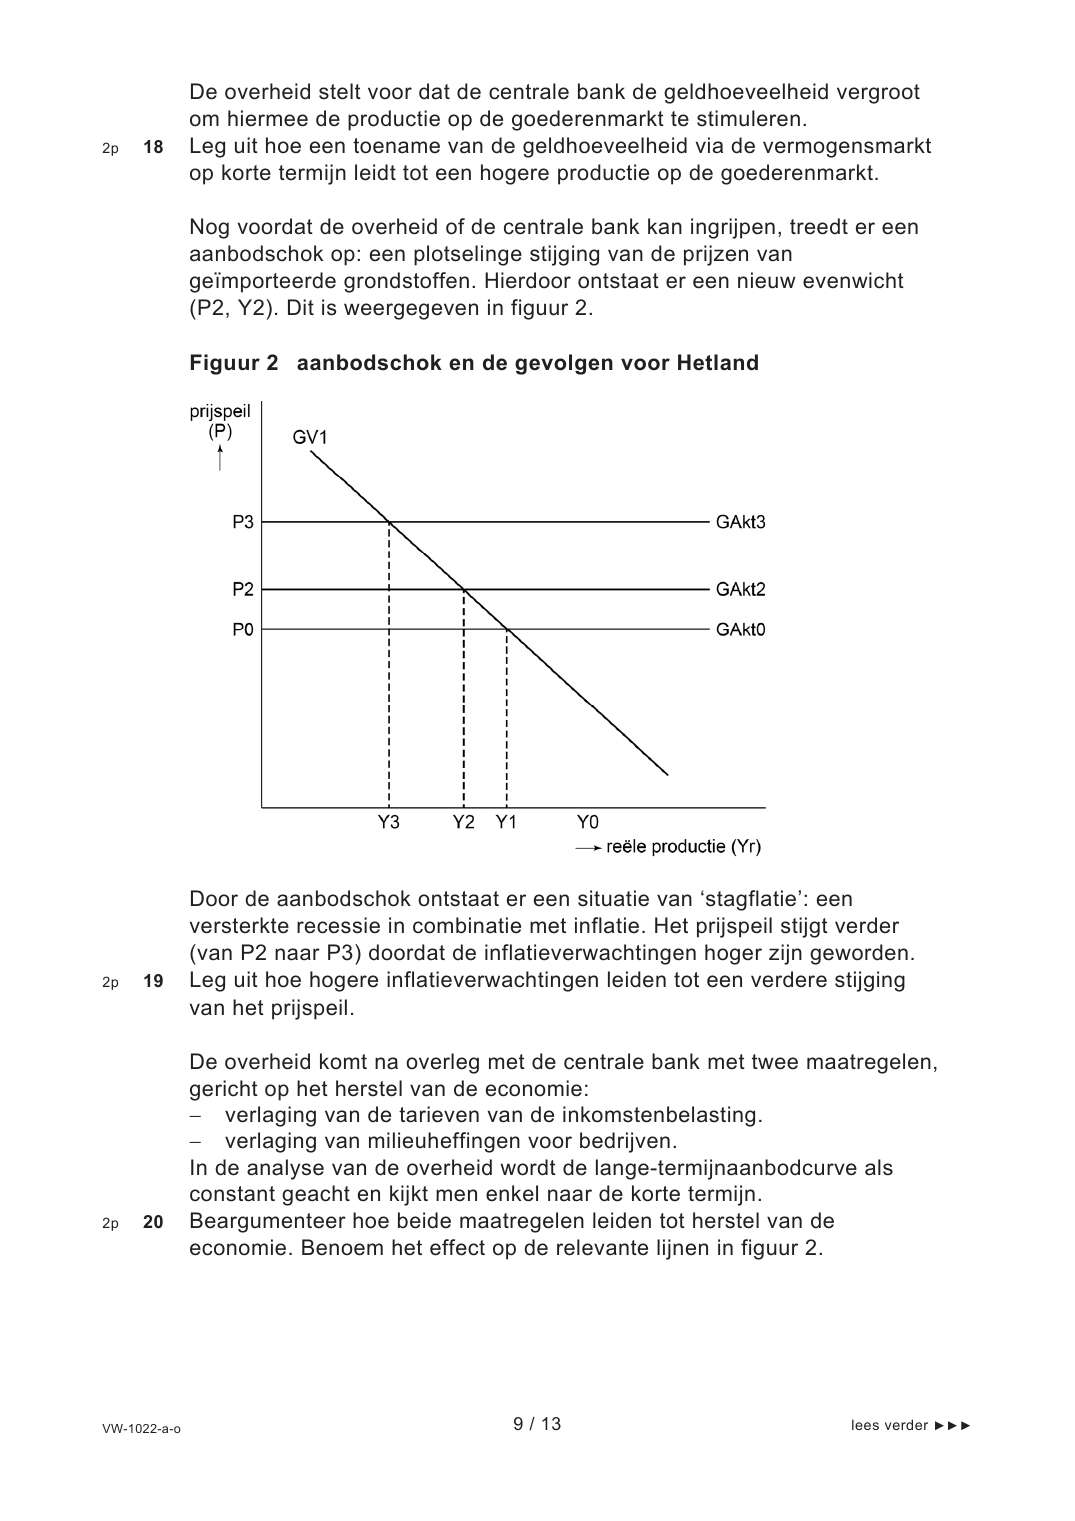 De overheid stelt voor dat de centrale bank de geldhoeveelheid vergroot
om hiermee de productie op de goederenmarkt te stimuleren.
2p 18 Leg uit hoe een toename van de geldhoeveelheid via de vermogensmarkt
op korte termijn leidt tot een hogere productie op de goederenmarkt.
Nog voordat de overheid of de centrale bank kan ingrijpen, treedt er een
aanbodschok op: een plotselinge stijging van de prijzen van
geïmporteerde grondstoffen. Hierdoor ontstaat er een nieuw evenwicht
(P2, Y2). Dit is weergegeven in figuur 2.
Figuur 2 aanbodschok en de gevolgen voor Hetland
prijspeil
(P)
GV1
P3 GAkt3
P2 GAkt2
P0 GAkt0
Y3 Y2 Y1 Y0
reële productie (Yr)
Door de aanbodschok ontstaat er een situatie van ‘stagflatie’: een
versterkte recessie in combinatie met inflatie. Het prijspeil stijgt verder
(van P2 naar P3) doordat de inflatieverwachtingen hoger zijn geworden.
2p 19 Leg uit hoe hogere inflatieverwachtingen leiden tot een verdere stijging
van het prijspeil.
De overheid komt na overleg met de centrale bank met twee maatregelen,
gericht op het herstel van de economie:
− verlaging van de tarieven van de inkomstenbelasting.
− verlaging van milieuheffingen voor bedrijven.
In de analyse van de overheid wordt de lange-termijnaanbodcurve als
constant geacht en kijkt men enkel naar de korte termijn.
2p 20 Beargumenteer hoe beide maatregelen leiden tot herstel van de
economie. Benoem het effect op de relevante lijnen in figuur 2.
VW-1022-a-o 9 / 13 lees verder ►►►